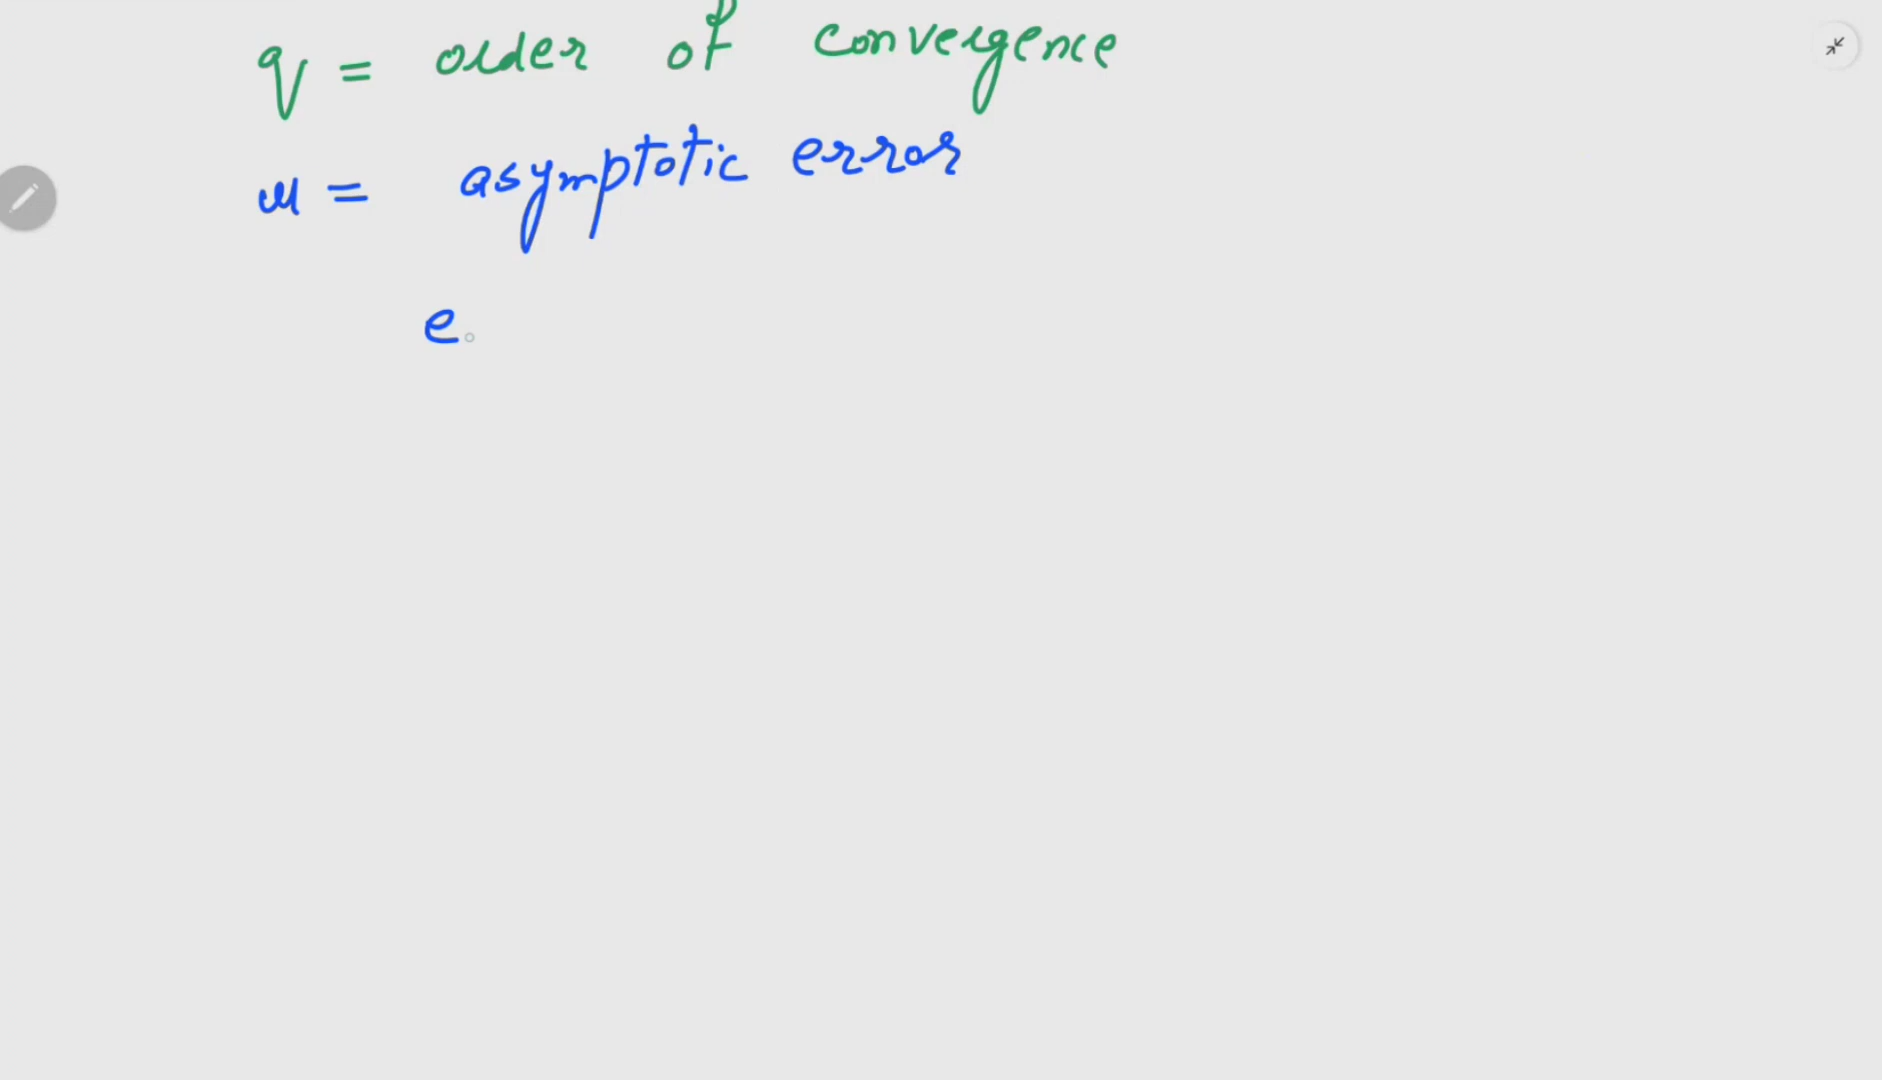 q = order of convergence
μ = asymptotic error
e